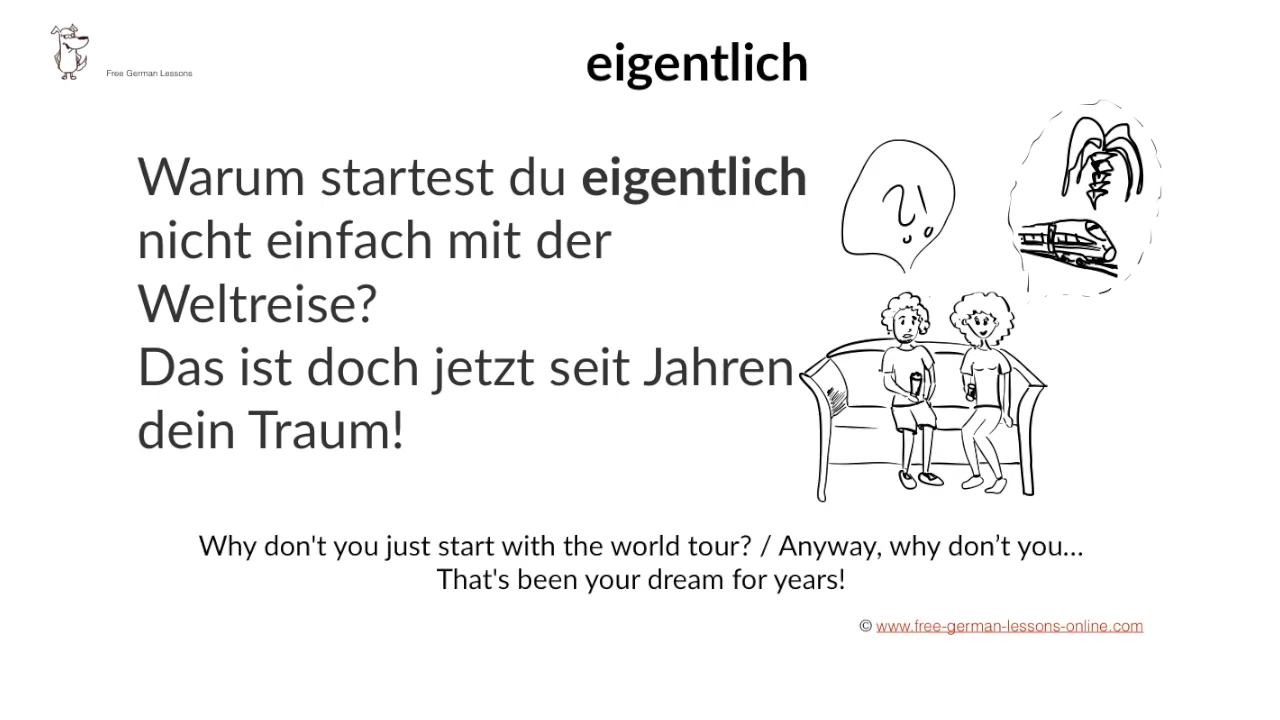 Free German Lessons
eigentlich
Warum startest du eigentlich
nicht einfach mit der
Weltreise?
Das ist doch jetzt seit Jahren
dein Traum!
Why don't you just start with the world tour? / Anyway, why don’t you...
That's been your dream for years!
© www.free-german-lessons-online.com